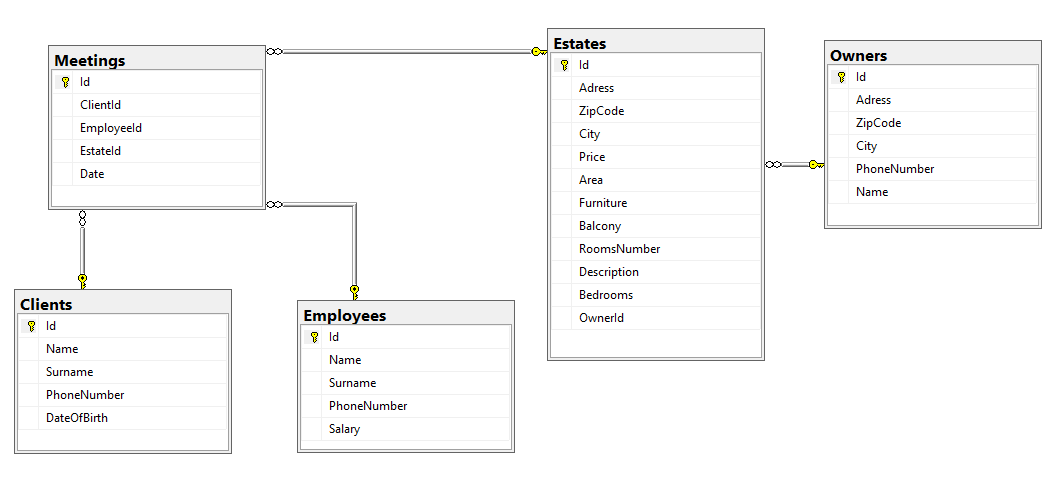 Meetings
Id
ClientId
EmployeeId
EstateId
Date
Estates
Id
Adress
ZipCode
City
Price
Area
Furniture
Balcony
RoomsNumber
Description
Bedrooms
OwnerId
Owners
Id
Adress
ZipCode
City
PhoneNumber
Name
Clients
Id
Name
Surname
PhoneNumber
DateOfBirth
Employees
Id
Name
Surname
PhoneNumber
Salary